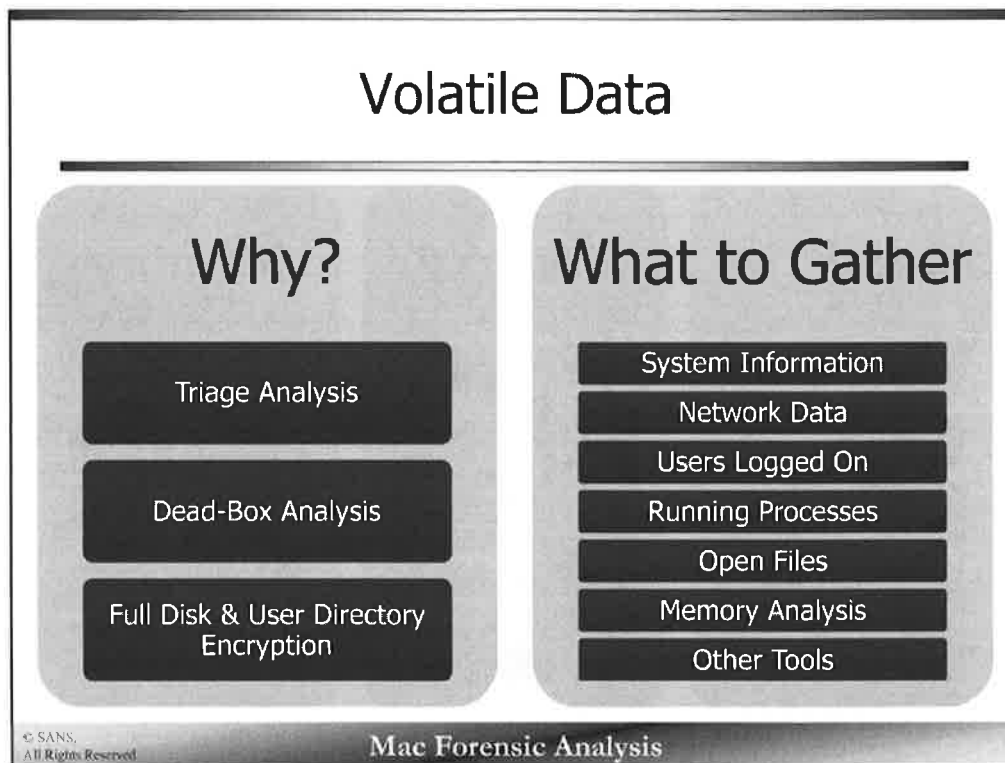 Volatile Data
Why?
Triage Analysis
Dead-Box Analysis
Full Disk & User Directory
Encryption
What to Gather
System Information
Network Data
Users Logged On
Running Processes
Open Files
Memory Analysis
Other Tools
© SANS,
All Rights Reserved
Mac Forensic Analysis